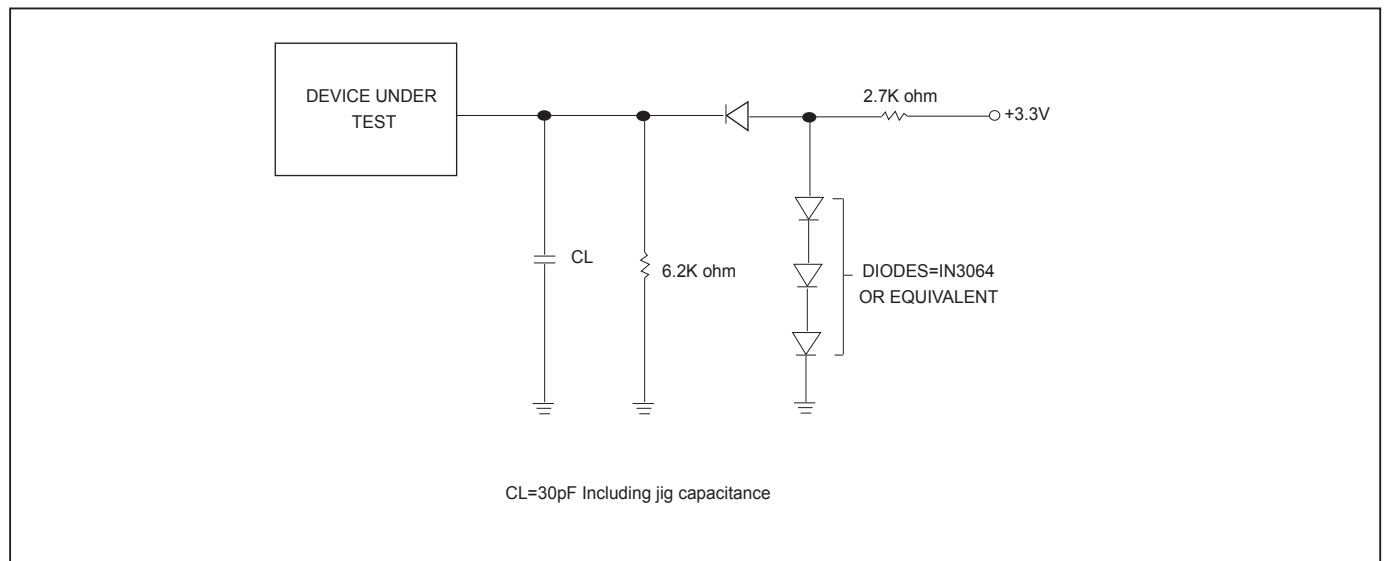 DEVICE UNDER
TEST
2.7K ohm
+3.3V
CL
6.2K ohm
DIODES=IN3064
OR EQUIVALENT
CL=30pF Including jig capacitance